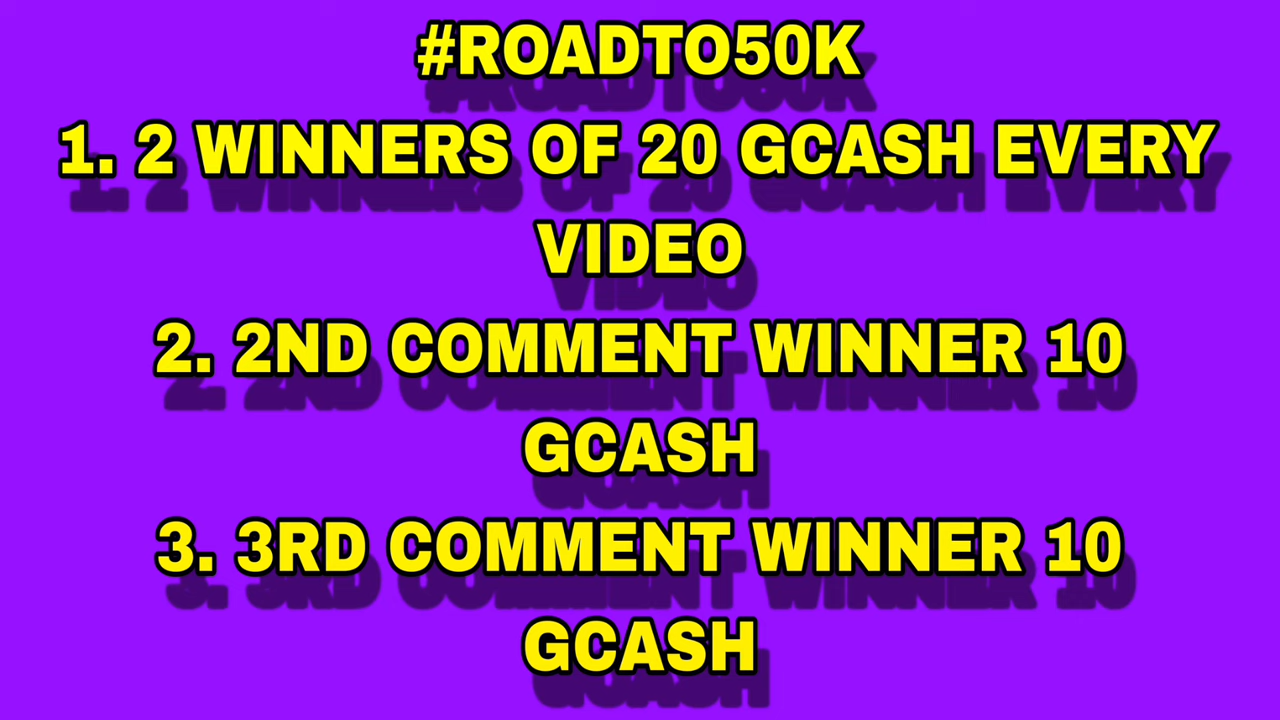 #ROADTO50K
1. 2 WINNERS OF 20 GCASH EVERY
VIDEO
2. 2ND COMMENT WINNER 10
GCASH
3. 3RD COMMENT WINNER 10
GCASH